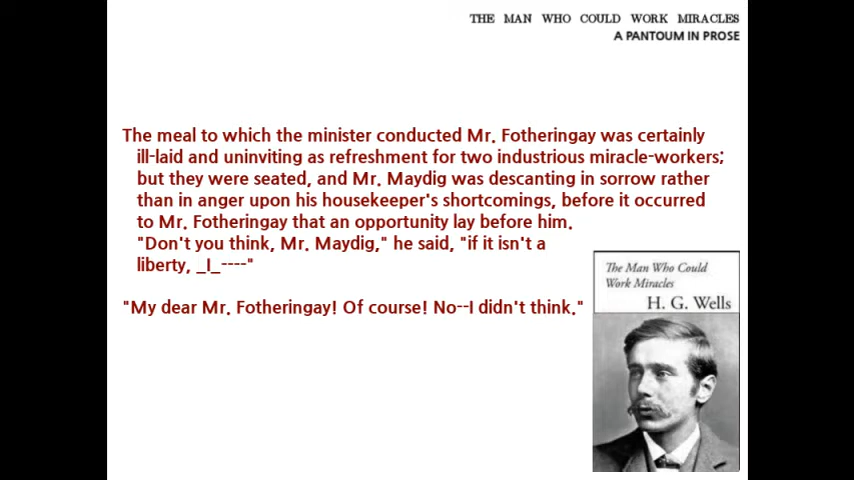 THE MAN WHO COULD WORK MIRACLES
A PANTOUM IN PROSE
The meal to which the minister conducted Mr. Fotheringay was certainly
ill-laid and uninviting as refreshment for two industrious miracle-workers;
but they were seated, and Mr. Maydig was descanting in sorrow rather
than in anger upon his housekeeper's shortcomings, before it occurred
to Mr. Fotheringay that an opportunity lay before him.
"Don't you think, Mr. Maydig," he said, "if it isn't a
liberty, _I_----"
"My dear Mr. Fotheringay! Of course! No--I didn't think."
The Man Who Could
Work Miracles
H. G. Wells